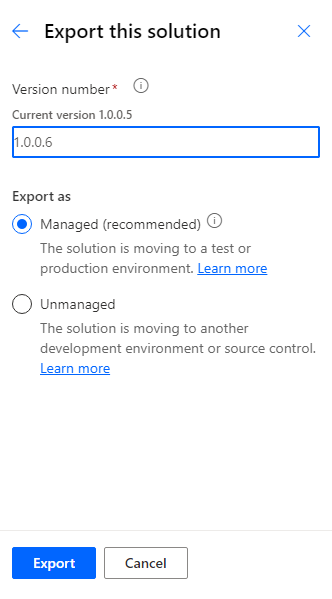 Export this solution
Version number*
Current version 1.0.0.5
1.0.0.6
Export as
Managed (recommended)
The solution is moving to a test or
production environment. Learn more
Unmanaged
The solution is moving to another
development environment or source control.
Learn more
Export
Cancel